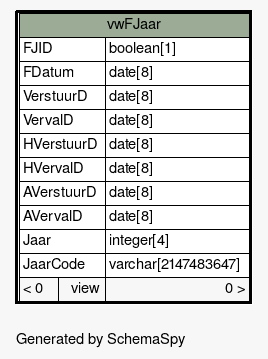 vwFJaar
FJID boolean[1]
FDatum date[8]
VerstuurD date[8]
VervalD date[8]
HVerstuurD date[8]
HVervalD date[8]
AVerstuurD date[8]
AVervalD date[8]
Jaar integer[4]
JaarCode varchar[2147483647]
< 0 view 0 >
Generated by SchemaSpy